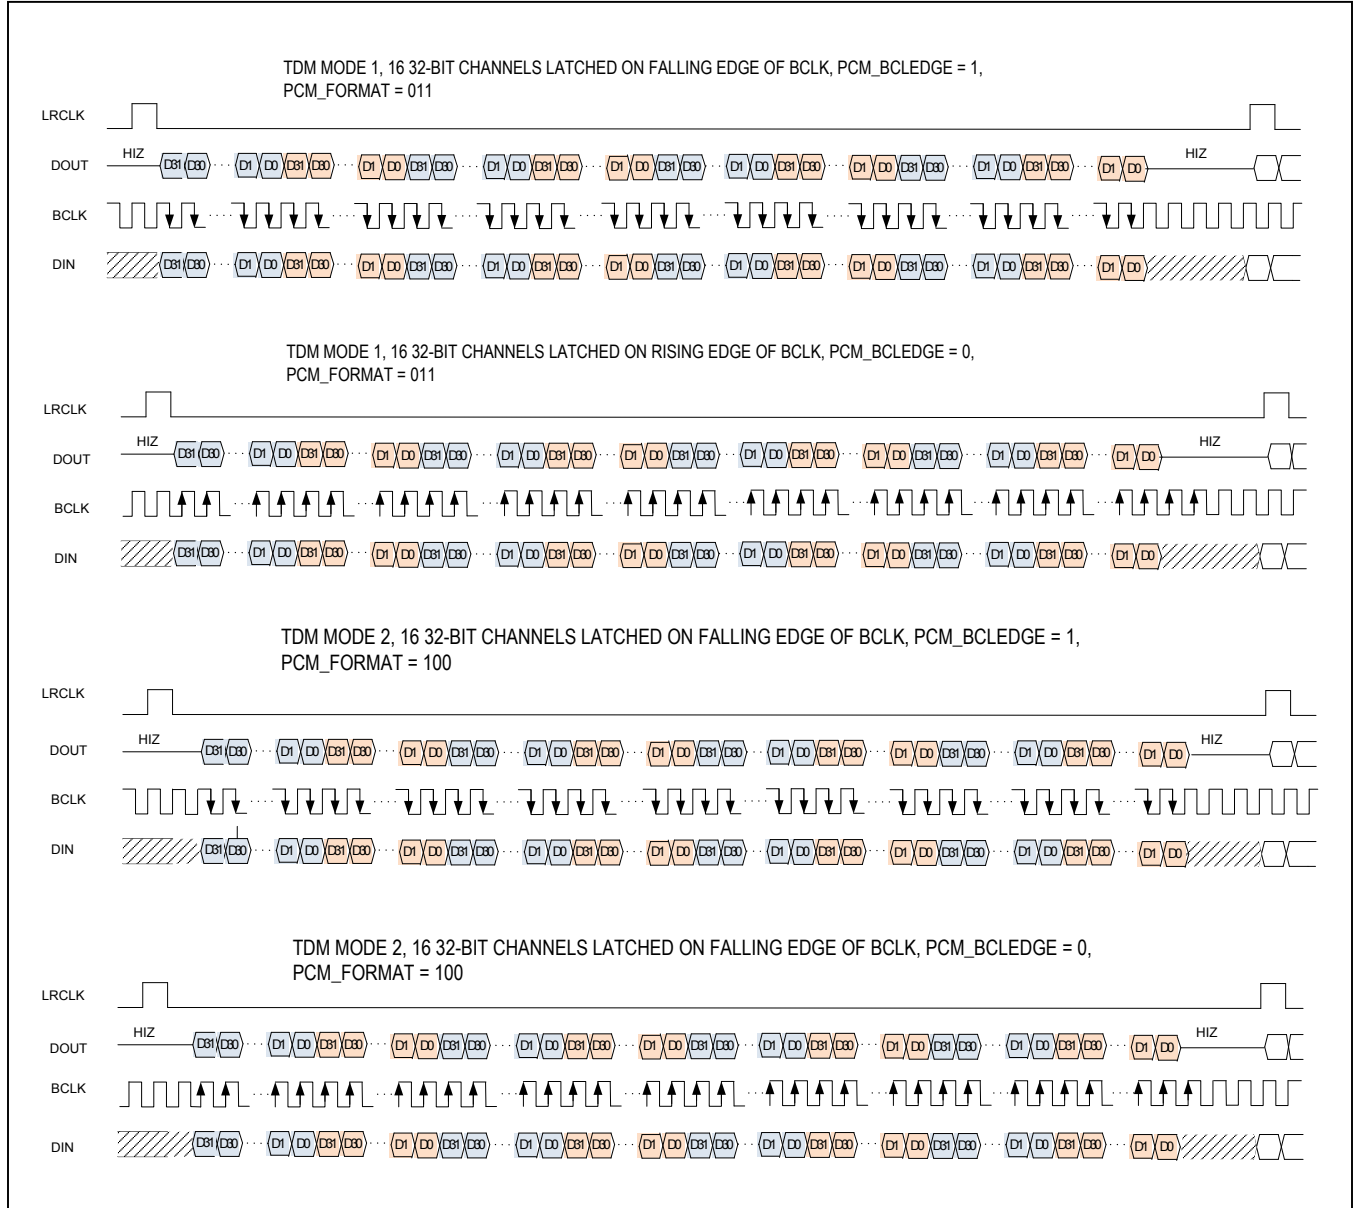 TDM MODE 1, 16 32-BIT CHANNELS LATCHED ON FALLING EDGE OF BCLK, PCM_BCLEDGE = 1,
PCM_FORMAT = 011
LRCLK
DOUT HIZ D31 D30 ... D1 D0 D31 D30 ... D1 D0 D31 D30 ... D1 D0 D31 D30 ... D1 D0 D31 D30 ... D1 D0 D31 D30 ... D1 D0 D31 D30 ... D1 D0 D31 D30 ... D1 D0 HIZ
BCLK
DIN D31 D30 ... D1 D0 D31 D30 ... D1 D0 D31 D30 ... D1 D0 D31 D30 ... D1 D0 D31 D30 ... D1 D0 D31 D30 ... D1 D0 D31 D30 ... D1 D0 D31 D30 ... D1 D0
TDM MODE 1, 16 32-BIT CHANNELS LATCHED ON RISING EDGE OF BCLK, PCM_BCLEDGE = 0,
PCM_FORMAT = 011
LRCLK
DOUT HIZ D31 D30 ... D1 D0 D31 D30 ... D1 D0 D31 D30 ... D1 D0 D31 D30 ... D1 D0 D31 D30 ... D1 D0 D31 D30 ... D1 D0 D31 D30 ... D1 D0 D31 D30 ... D1 D0 HIZ
BCLK
DIN D31 D30 ... D1 D0 D31 D30 ... D1 D0 D31 D30 ... D1 D0 D31 D30 ... D1 D0 D31 D30 ... D1 D0 D31 D30 ... D1 D0 D31 D30 ... D1 D0 D31 D30 ... D1 D0
TDM MODE 2, 16 32-BIT CHANNELS LATCHED ON FALLING EDGE OF BCLK, PCM_BCLEDGE = 1,
PCM_FORMAT = 100
LRCLK
DOUT HIZ D31 D30 ... D1 D0 D31 D30 ... D1 D0 D31 D30 ... D1 D0 D31 D30 ... D1 D0 D31 D30 ... D1 D0 D31 D30 ... D1 D0 D31 D30 ... D1 D0 D31 D30 ... D1 D0 HIZ
BCLK
DIN D31 D30 ... D1 D0 D31 D30 ... D1 D0 D31 D30 ... D1 D0 D31 D30 ... D1 D0 D31 D30 ... D1 D0 D31 D30 ... D1 D0 D31 D30 ... D1 D0 D31 D30 ... D1 D0
TDM MODE 2, 16 32-BIT CHANNELS LATCHED ON FALLING EDGE OF BCLK, PCM_BCLEDGE = 0,
PCM_FORMAT = 100
LRCLK
DOUT HIZ D31 D30 ... D1 D0 D31 D30 ... D1 D0 D31 D30 ... D1 D0 D31 D30 ... D1 D0 D31 D30 ... D1 D0 D31 D30 ... D1 D0 D31 D30 ... D1 D0 D31 D30 ... D1 D0 HIZ
BCLK
DIN D31 D30 ... D1 D0 D31 D30 ... D1 D0 D31 D30 ... D1 D0 D31 D30 ... D1 D0 D31 D30 ... D1 D0 D31 D30 ... D1 D0 D31 D30 ... D1 D0 D31 D30 ... D1 D0